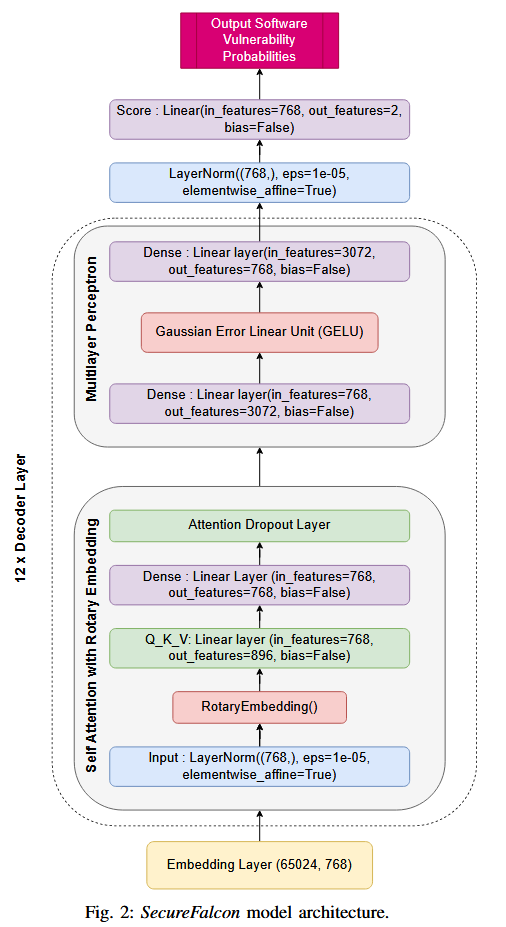 Output Software
Vulnerability
Probabilities
Score : Linear(in_features=768, out_features=2,
bias=False)
LayerNorm((768,), eps=1e-05,
elementwise_affine=True)
12 x Decoder Layer
Multilayer Perceptron
Dense : Linear layer(in_features=3072,
out_features=768, bias=False)
Gaussian Error Linear Unit (GELU)
Dense : Linear layer(in_features=768,
out_features=3072, bias=False)
Self Attention with Rotary Embedding
Attention Dropout Layer
Dense : Linear Layer (in_features=768,
out_features=768, bias=False)
Q_K_V: Linear layer (in_features=768,
out_features=896, bias=False)
RotaryEmbedding()
Input : LayerNorm((768,), eps=1e-05,
elementwise_affine=True)
Embedding Layer (65024, 768)
Fig. 2: SecureFalcon model architecture.